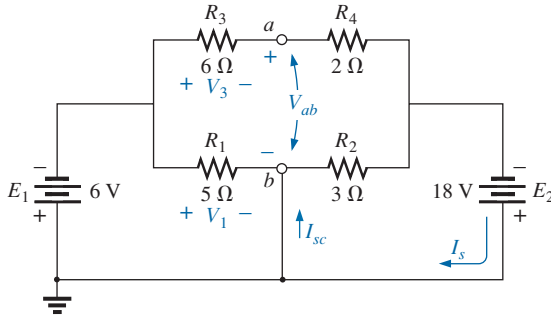 R3 a R4
+
6 Ω 2 Ω
+ V3 −
Vab
− R1 − R2 −
E1 6 V b 18 V E2
+ 5 Ω 3 Ω +
+ V1 − Isc Is